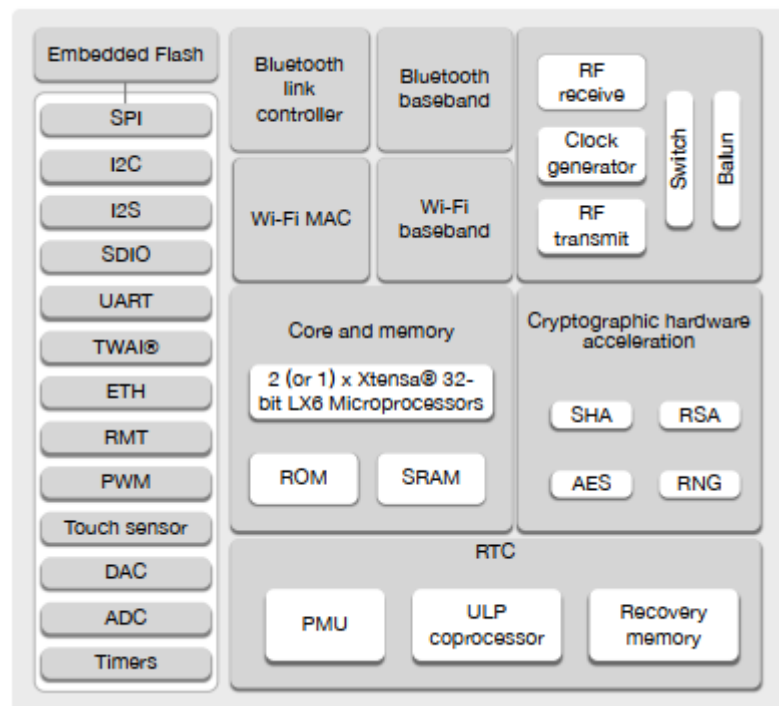 Embedded Flash
SPI
I2C
I2S
SDIO
UART
TWAI®
ETH
RMT
PWM
Touch sensor
DAC
ADC
Timers
Bluetooth
link
controller
Bluetooth
baseband
Wi-Fi MAC
Wi-Fi
baseband
RF
receive
Clock
generator
RF
transmit
Switch
Balun
Core and memory
2 (or 1) x Xtensa® 32-
bit LX6 Microprocessors
ROM
SRAM
Cryptographic hardware
acceleration
SHA
RSA
AES
RNG
RTC
PMU
ULP
coprocessor
Recovery
memory